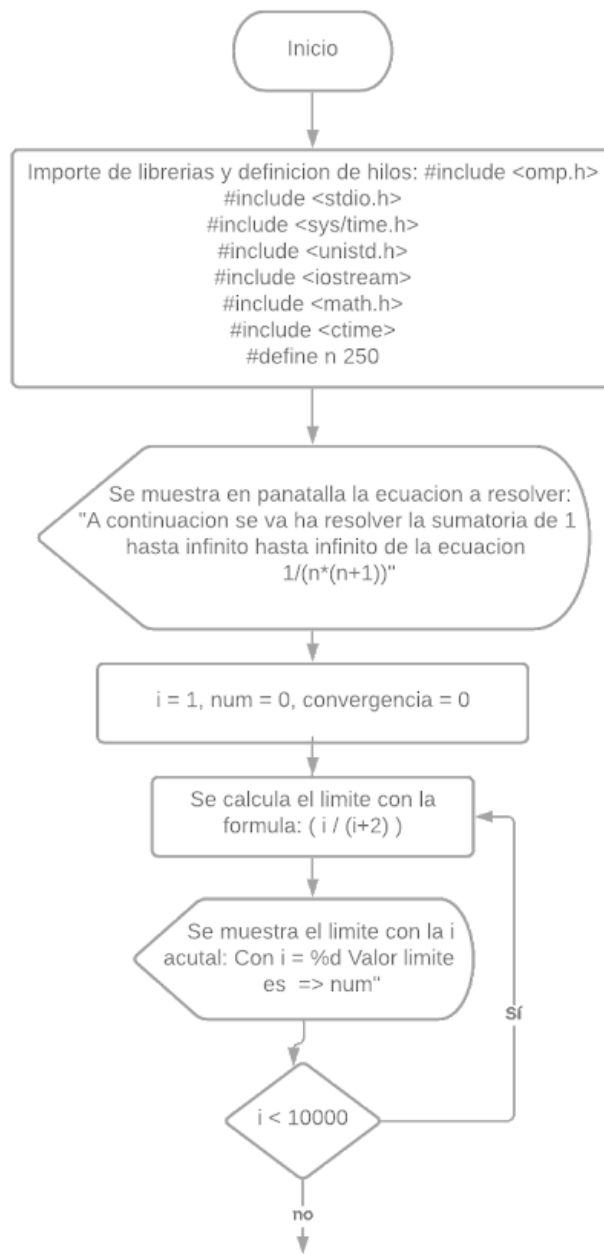 Inicio
Importe de librerias y definicion de hilos: #include <omp.h>
#include <stdio.h>
#include <sys/time.h>
#include <unistd.h>
#include <iostream>
#include <math.h>
#include <ctime>
#define n 250
Se muestra en panatalla la ecuacion a resolver:
"A continuacion se va ha resolver la sumatoria de 1
hasta infinito hasta infinito de la ecuacion
1/(n*(n+1))"
i = 1, num = 0, convergencia = 0
Se calcula el limite con la
formula: ( i / (i+2) )
Se muestra el limite con la i
acutal: Con i = %d Valor limite
es => num"
Sí
i < 10000
no